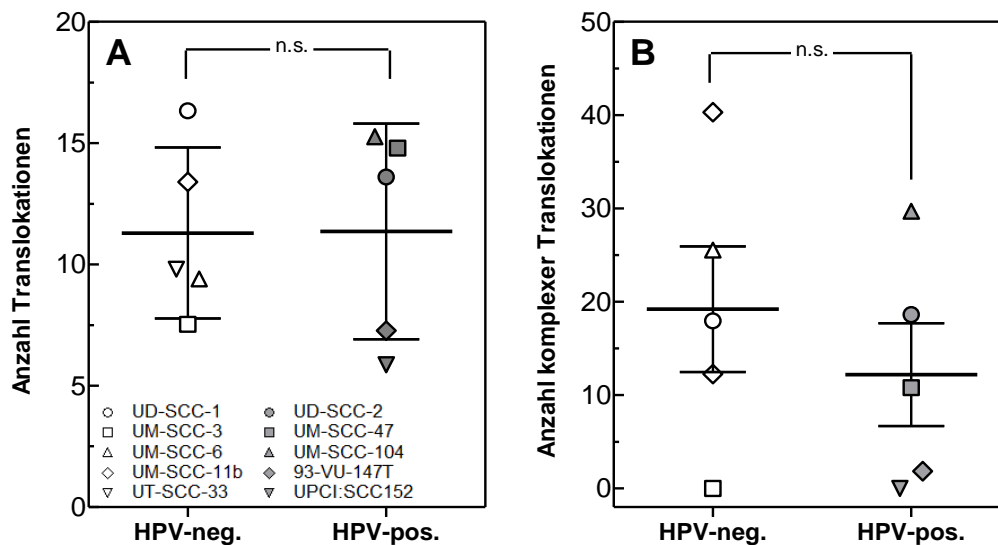 A
n.s.
Anzahl Translokationen
20
15
10
5
0
UD-SCC-1
UM-SCC-3
UM-SCC-6
UM-SCC-11b
UT-SCC-33
UD-SCC-2
UM-SCC-47
UM-SCC-104
93-VU-147T
UPCI:SCC152
HPV-neg.
HPV-pos.
B
n.s.
Anzahl komplexer Translokationen
50
40
30
20
10
0
HPV-neg.
HPV-pos.